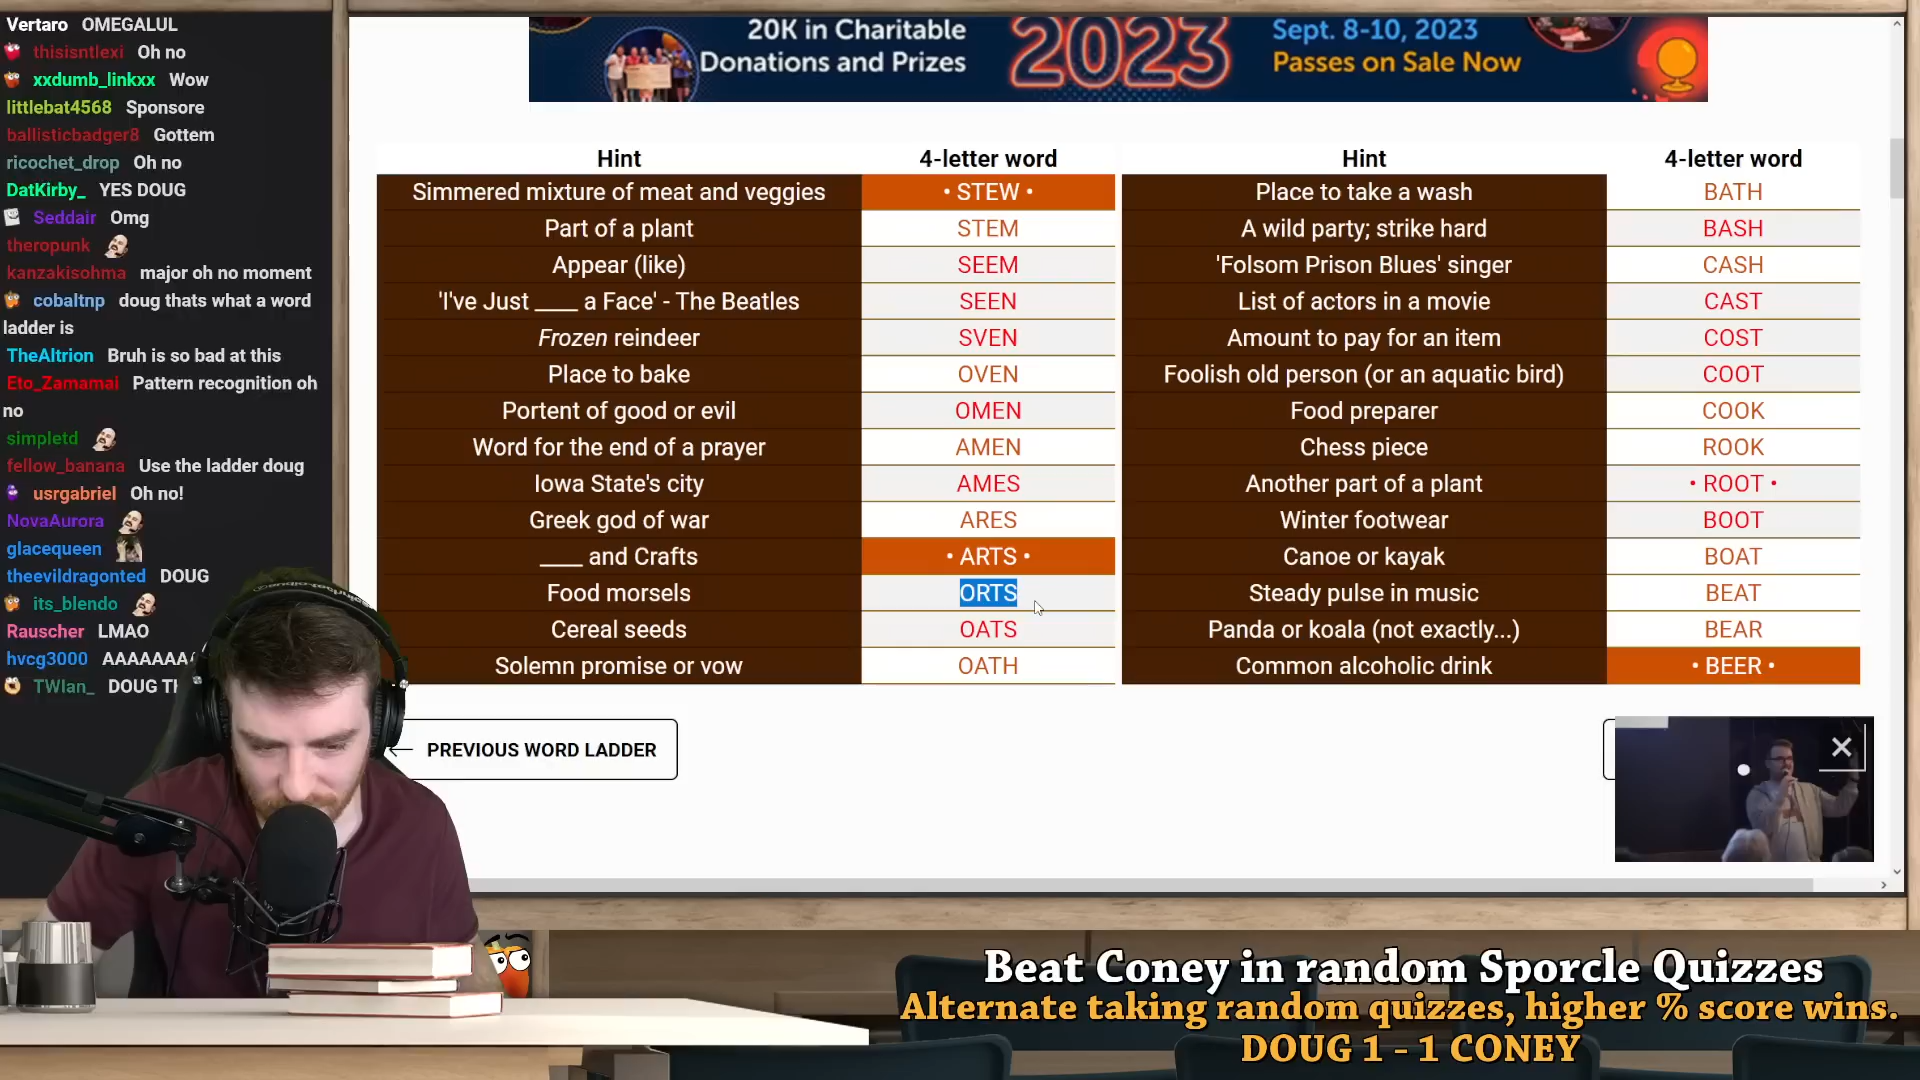 Vertaro OMEGALUL
thisisntlexi Oh no
xxdumb_linkxx Wow
littlebat4568 Sponsore
ballisticbadger8 Gottem
ricochet_drop Oh no
DatKirby_ YES DOUG
Seddair Omg
theropunk
kanzakisohma major oh no moment
cobaltnp doug thats what a word
ladder is
TheAltrion Bruh is so bad at this
Eto_Zamamai Pattern recognition oh
no
simpletd
fellow_banana Use the ladder doug
usrgabriel Oh no!
NovaAurora
glacequeen
theevildragonted DOUG
its_blendo
Rauscher LMAO
hvcg3000 AAAAAAA
TWIan_ DOUG TH
20K in Charitable
Donations and Prizes
2023
Sept. 8-10, 2023
Passes on Sale Now
Hint 4-letter word Hint 4-letter word
Simmered mixture of meat and veggies • STEW • Place to take a wash BATH
Part of a plant STEM A wild party; strike hard BASH
Appear (like) SEEM 'Folsom Prison Blues' singer CASH
'I've Just ____ a Face' - The Beatles SEEN List of actors in a movie CAST
Frozen reindeer SVEN Amount to pay for an item COST
Place to bake OVEN Foolish old person (or an aquatic bird) COOT
Portent of good or evil OMEN Food preparer COOK
Word for the end of a prayer AMEN Chess piece ROOK
Iowa State's city AMES Another part of a plant • ROOT •
Greek god of war ARES Winter footwear BOOT
____ and Crafts • ARTS • Canoe or kayak BOAT
Food morsels ORTS Steady pulse in music BEAT
Cereal seeds OATS Panda or koala (not exactly...) BEAR
Solemn promise or vow OATH Common alcoholic drink • BEER •
PREVIOUS WORD LADDER
Beat Coney in random Sporcle Quizzes
Alternate taking random quizzes, higher % score wins.
DOUG 1 - 1 CONEY